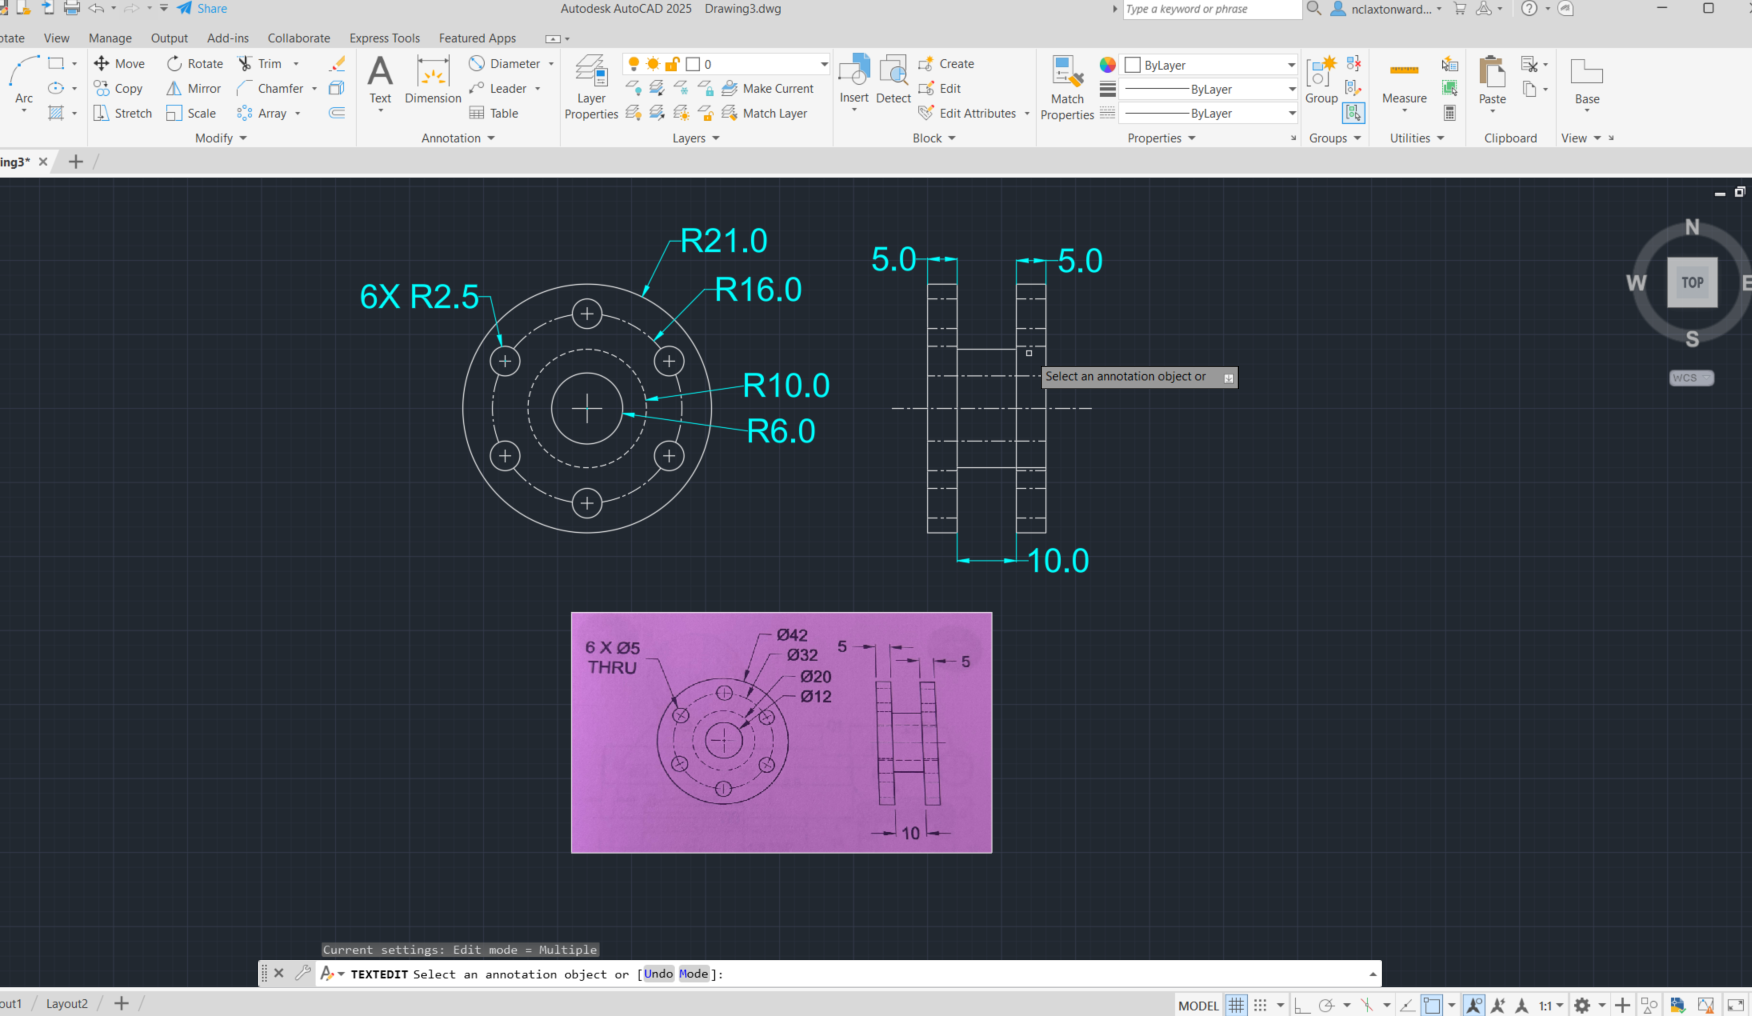 Share
Autodesk AutoCAD 2025 Drawing3.dwg
Type a keyword or phrase
nclaxtonward...
otate View Manage Output Add-ins Collaborate Express Tools Featured Apps
Arc
Move Rotate Trim
Copy Mirror Chamfer
Stretch Scale Array
Modify
Text
Dimension
Diameter
Leader
Table
Annotation
Layer
Properties
0
Make Current
Match Layer
Layers
Insert
Detect
Create
Edit
Edit Attributes
Block
Match
Properties
ByLayer
ByLayer
ByLayer
Properties
Group
Groups
Measure
Utilities
Paste
Clipboard
Base
View
ing3*
N
W TOP E
S
WCS
R21.0
R16.0
6X R2.5
R10.0
R6.0
5.0 5.0
10.0
Select an annotation object or
6 X Ø5
THRU
Ø42
Ø32
Ø20
Ø12
5
5
10
Current settings: Edit mode = Multiple
TEXTEDIT Select an annotation object or [Undo Mode]:
out1 Layout2
MODEL 1:1